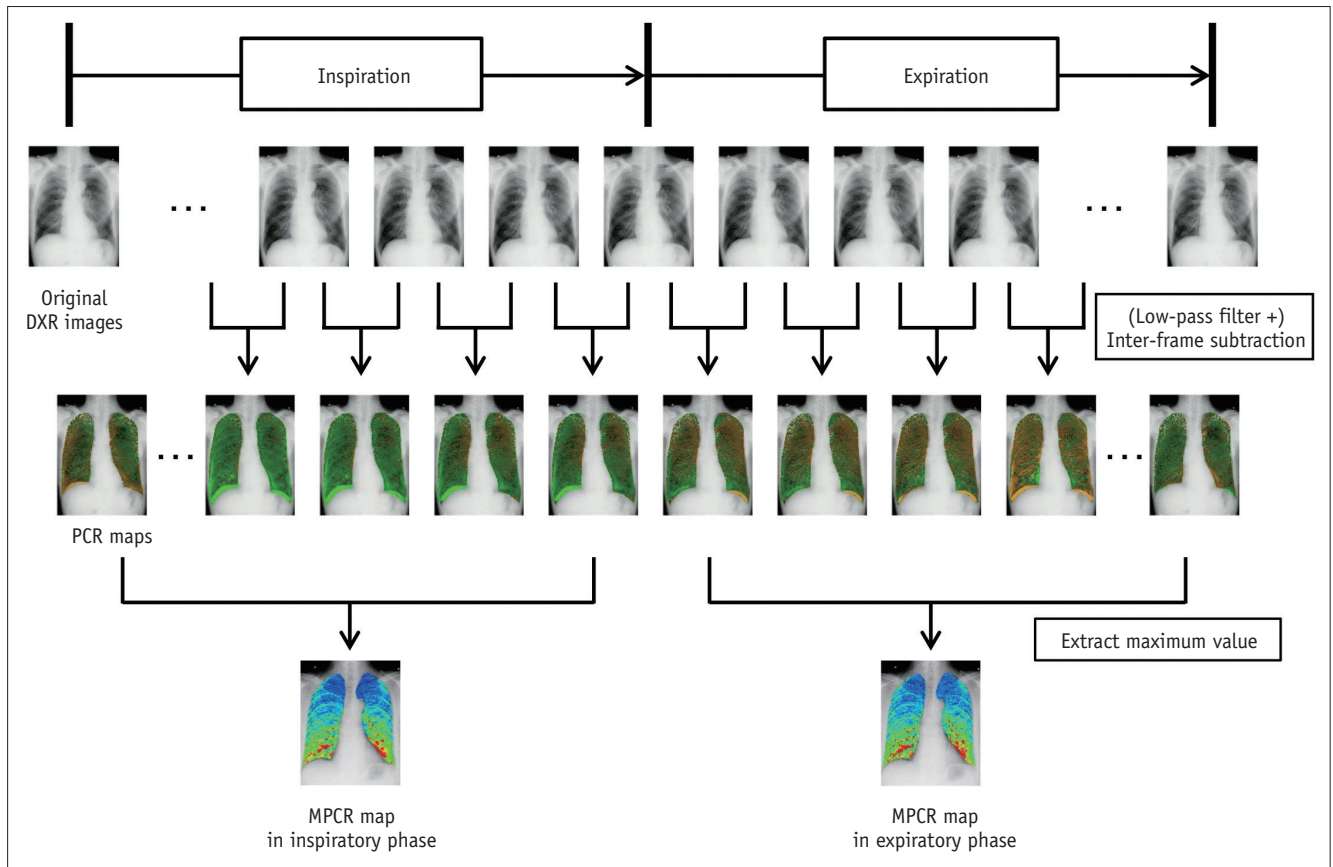 Inspiration
Expiration
Original
DXR images
(Low-pass filter +)
Inter-frame subtraction
PCR maps
Extract maximum value
MPCR map
in inspiratory phase
MPCR map
in expiratory phase